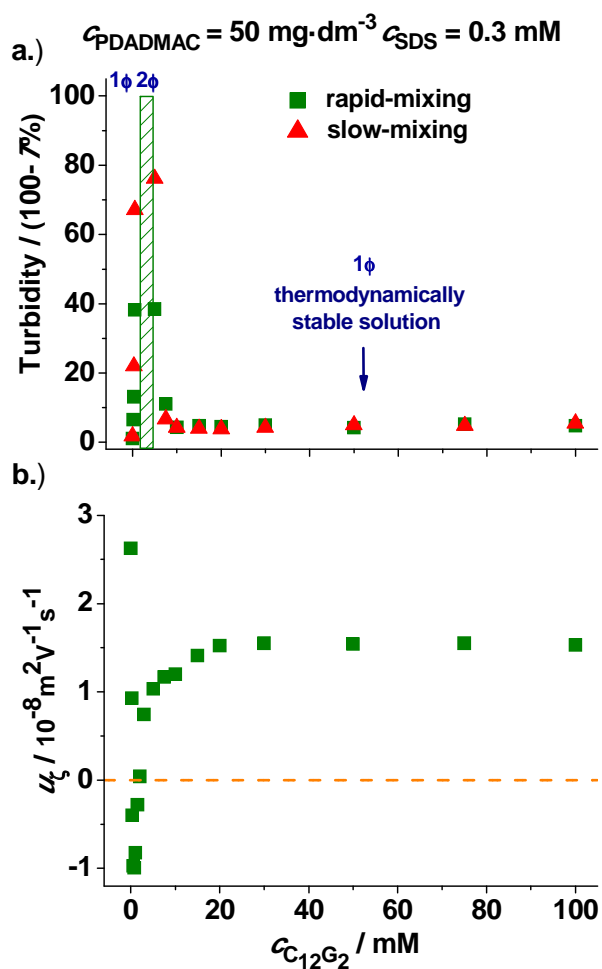 cPDADMAC = 50 mg·dm-3 cSDS = 0.3 mM
a.)
1ϕ 2ϕ
100
80
60
40
20
0
Turbidity / (100-T%)
rapid-mixing
slow-mixing
1ϕ
thermodynamically
stable solution
b.)
3
2
1
0
-1
uζ / 10-8m2V-1s-1
0 20 40 60 80 100
cC12G2 / mM